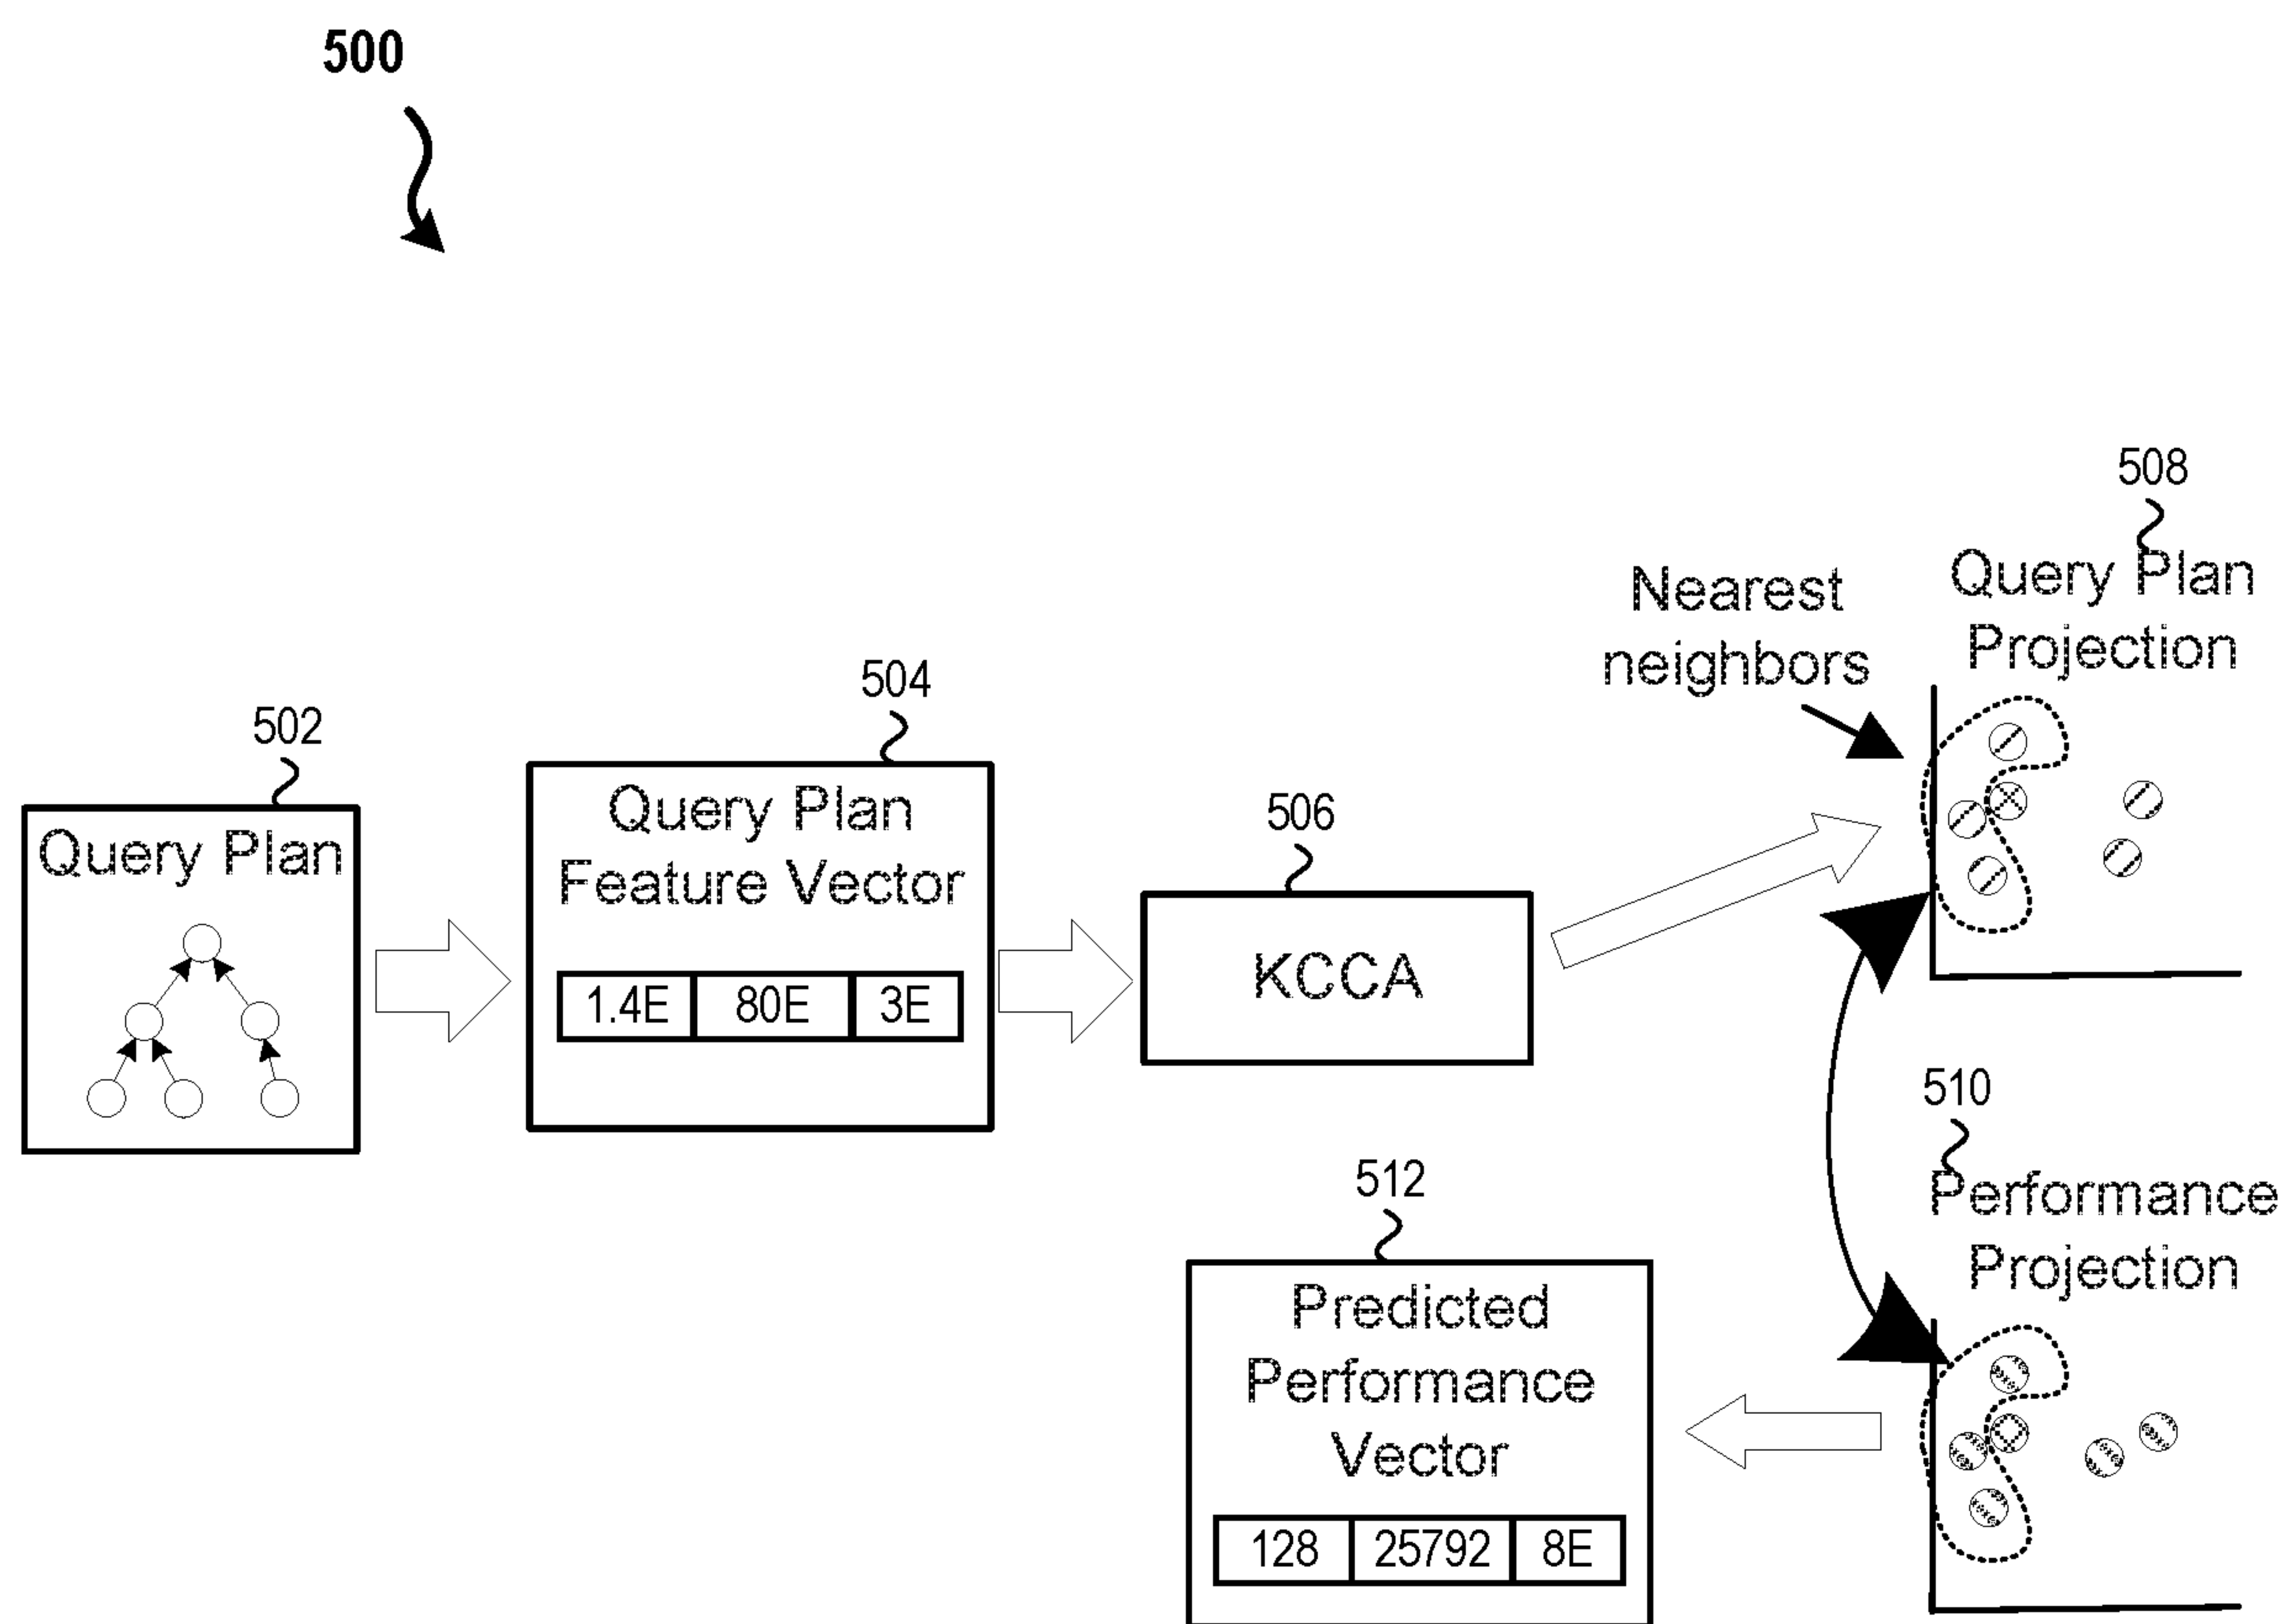 500
502
Query Plan
504
Query Plan
Feature Vector
1.4E 80E 3E
506
KCCA
Nearest
neighbors
508
Query Plan
Projection
510
Performance
Projection
512
Predicted
Performance
Vector
128 25792 8E